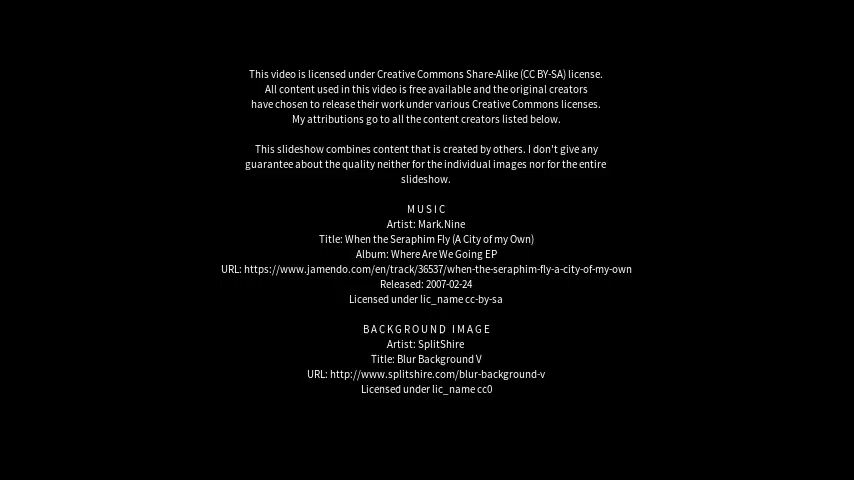 This video is licensed under Creative Commons Share-Alike (CC BY-SA) license.
All content used in this video is free available and the original creators
have chosen to release their work under various Creative Commons licenses.
My attributions go to all the content creators listed below.
This slideshow combines content that is created by others. I don't give any
guarantee about the quality neither for the individual images nor for the entire
slideshow.
MUSIC
Artist: Mark.Nine
Title: When the Seraphim Fly (A City of my Own)
Album: Where Are We Going EP
URL: https://www.jamendo.com/en/track/36537/when-the-seraphim-fly-a-city-of-my-own
Released: 2007-02-24
Licensed under lic_name cc-by-sa
BACKGROUND IMAGE
Artist: SplitShire
Title: Blur Background V
URL: http://www.splitshire.com/blur-background-v
Licensed under lic_name cc0